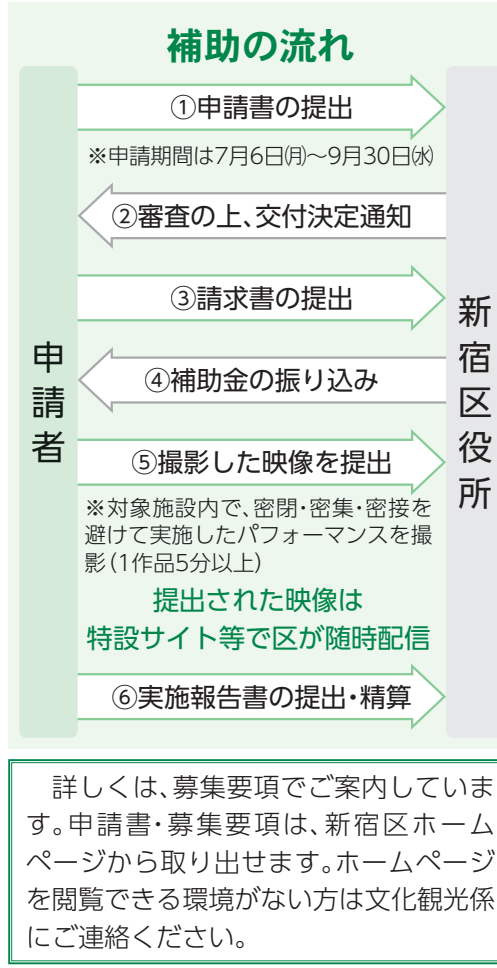 補助の流れ
①申請書の提出
※申請期間は7月6日㈪～9月30日㈬
②審査の上、交付決定通知
③請求書の提出
④補助金の振り込み
⑤撮影した映像を提出
※対象施設内で、密閉・密集・密接を
避けて実施したパフォーマンスを撮
影(1作品5分以上)
提出された映像は
特設サイト等で区が随時配信
⑥実施報告書の提出・精算
申請者
新宿区役所
詳しくは、募集要項でご案内していま
す。申請書・募集要項は、新宿区ホーム
ページから取り出せます。ホームページ
を閲覧できる環境がない方は文化観光係
にご連絡ください。